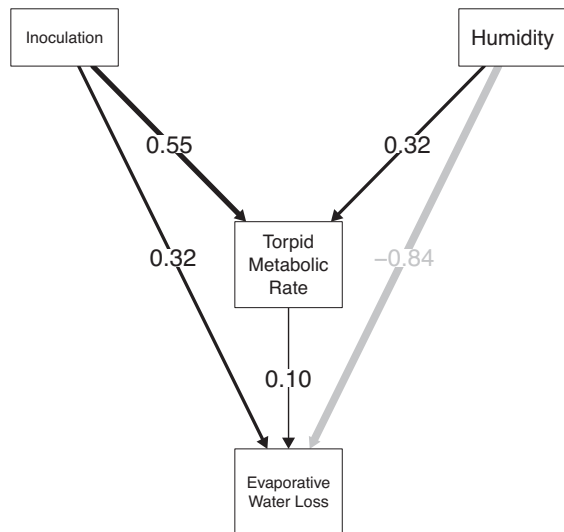 Inoculation
Humidity
0.55
0.32
Torpid
Metabolic
Rate
0.32
−0.84
0.10
Evaporative
Water Loss